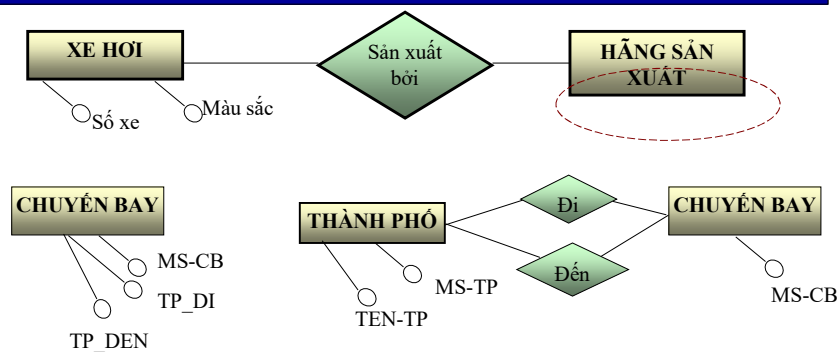 XE HƠI
Sản xuất
bởi
HÃNG SẢN
XUẤT
Số xe
Màu sắc
CHUYẾN BAY
MS-CB
TP_DI
TP_DEN
THÀNH PHỐ
MS-TP
TEN-TP
Đi
Đến
CHUYẾN BAY
MS-CB